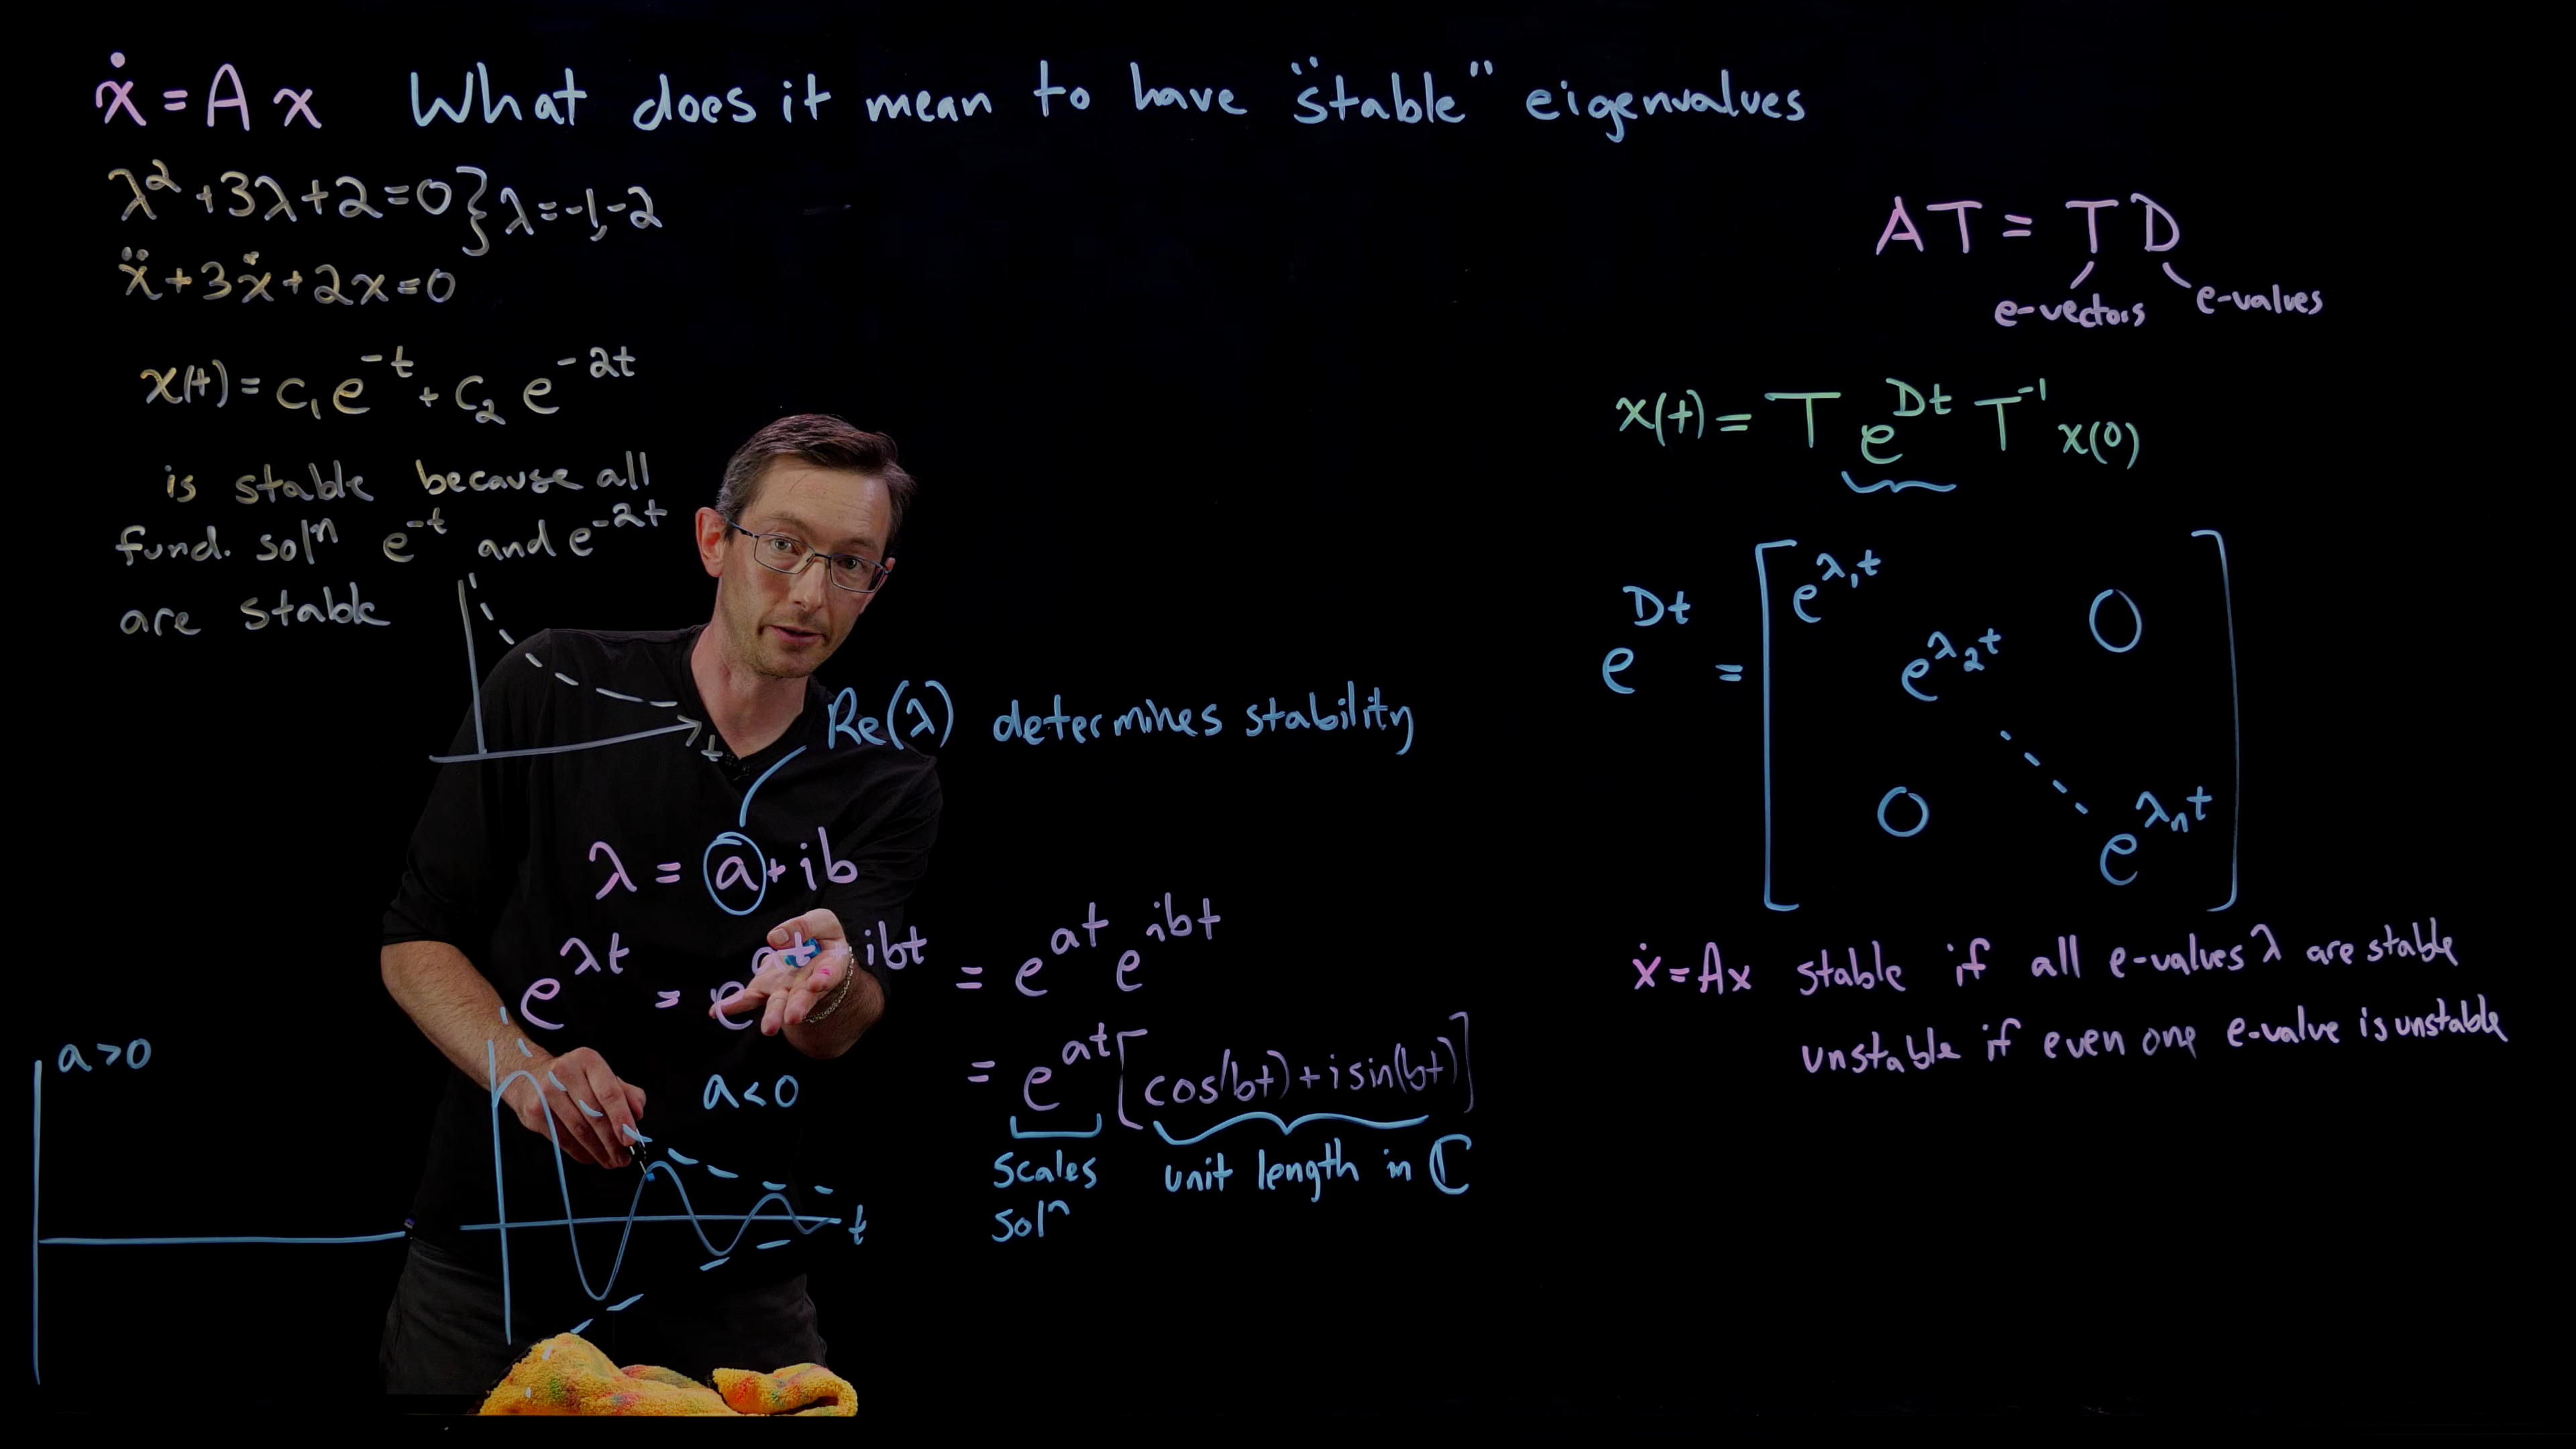 ẋ = A x What does it mean to have "stable" eigenvalues
λ² + 3λ + 2 = 0 } λ = -1, -2
ẍ + 3ẋ + 2x = 0
x(t) = c₁ e^{-t} + c₂ e^{-2t}
is stable because all
fund. solⁿ e^{-t} and e^{-2t}
are stable
t
Re(λ) determines stability
λ = a + ib
e^{λt} = e^{at + ibt} = e^{at} e^{ibt}
= e^{at} [cos(bt) + i sin(bt)]
scales
solⁿ
unit length in ℂ
a > 0
a < 0
t
A T = T D
e-vectors e-values
x(t) = T e^{Dt} T^{-1} x(0)
e^{Dt} = [ e^{λ₁t} 0
e^{λ₂t}
0 e^{λₙt} ]
ẋ = Ax stable if all e-values λ are stable
unstable if even one e-value is unstable